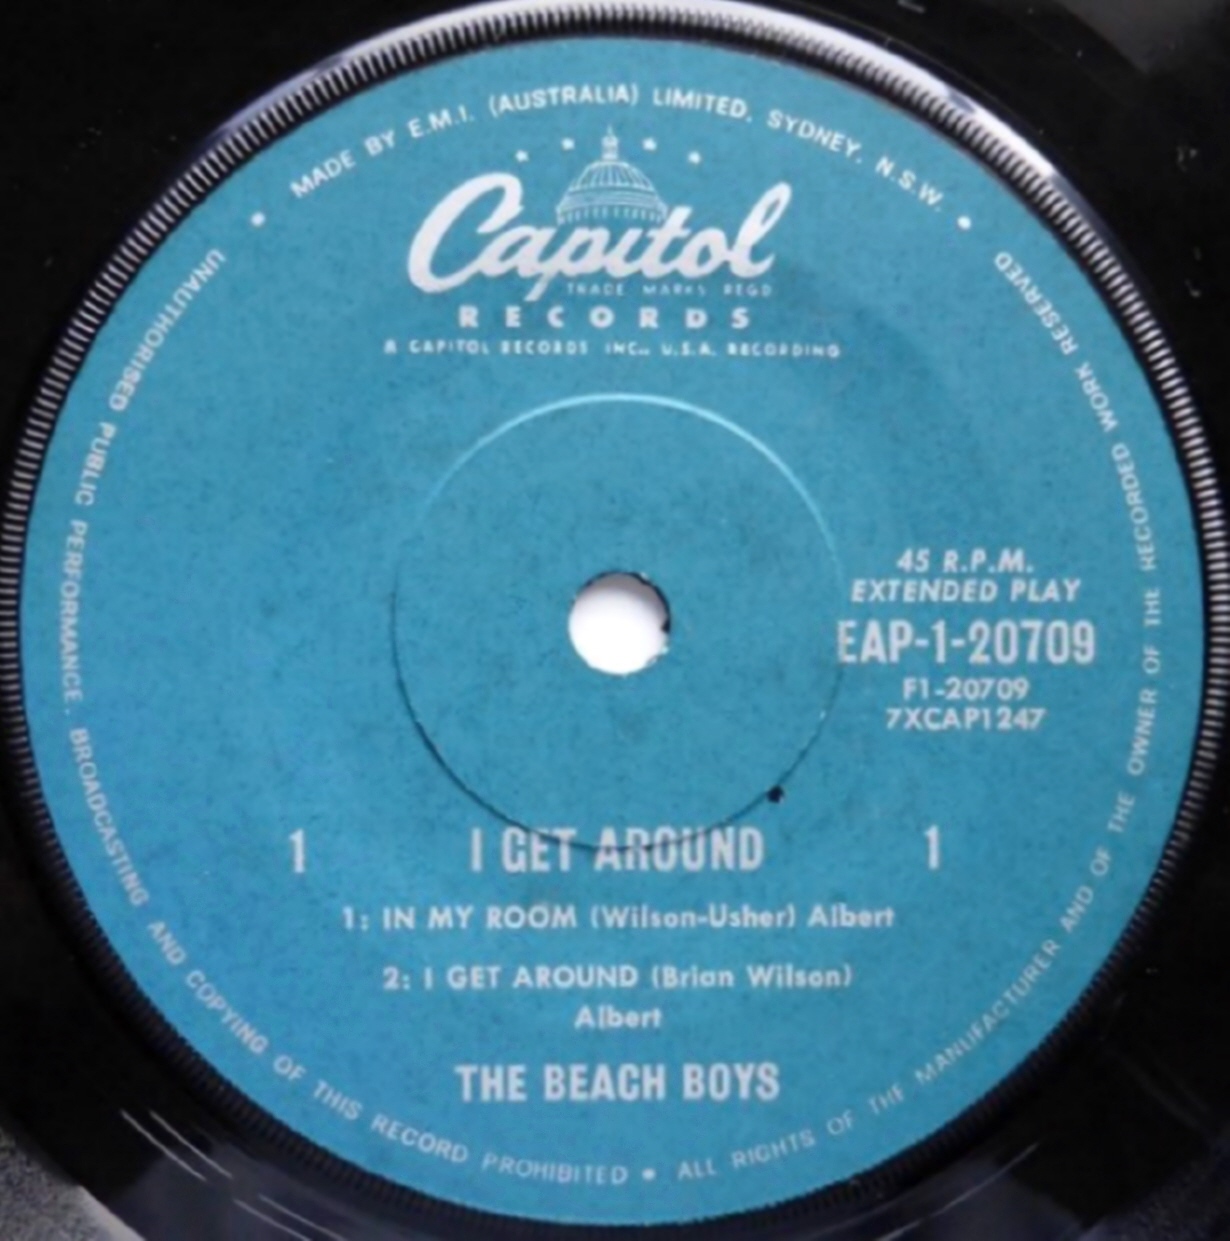 MADE BY E.M.I. (AUSTRALIA) LIMITED. SYDNEY. N.S.W.
Capitol
TRADE MARKS REGD
RECORDS
A CAPITOL RECORDS INC., U.S.A. RECORDING
45 R.P.M.
EXTENDED PLAY
EAP-1-20709
F1-20709
7XCAP1247
1 I GET AROUND 1
1: IN MY ROOM (Wilson-Usher) Albert
2: I GET AROUND (Brian Wilson)
Albert
THE BEACH BOYS
UNAUTHORISED PUBLIC PERFORMANCE. BROADCASTING AND COPYING OF THIS RECORD PROHIBITED • ALL RIGHTS OF THE MANUFACTURER AND OF THE OWNER OF THE RECORDED WORK RESERVED